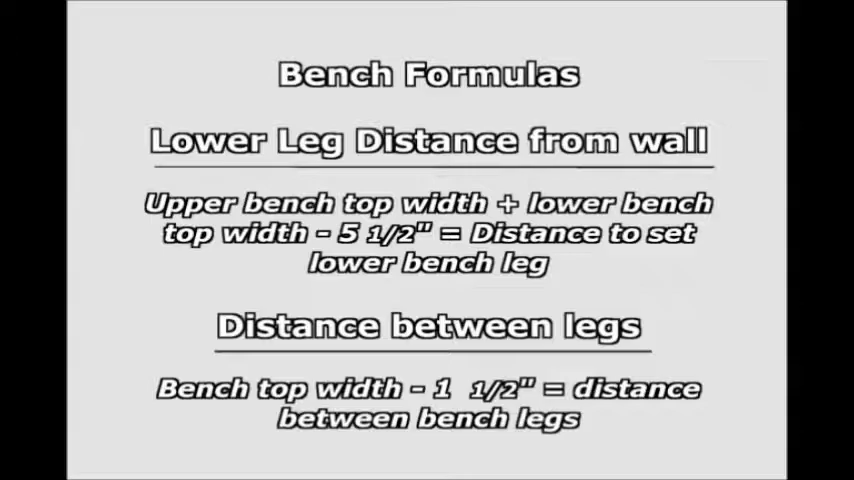 Bench Formulas
Lower Leg Distance from wall
Upper bench top width + lower bench
top width - 5 1/2" = Distance to set
lower bench leg
Distance between legs
Bench top width - 1  1/2" = distance
between bench legs